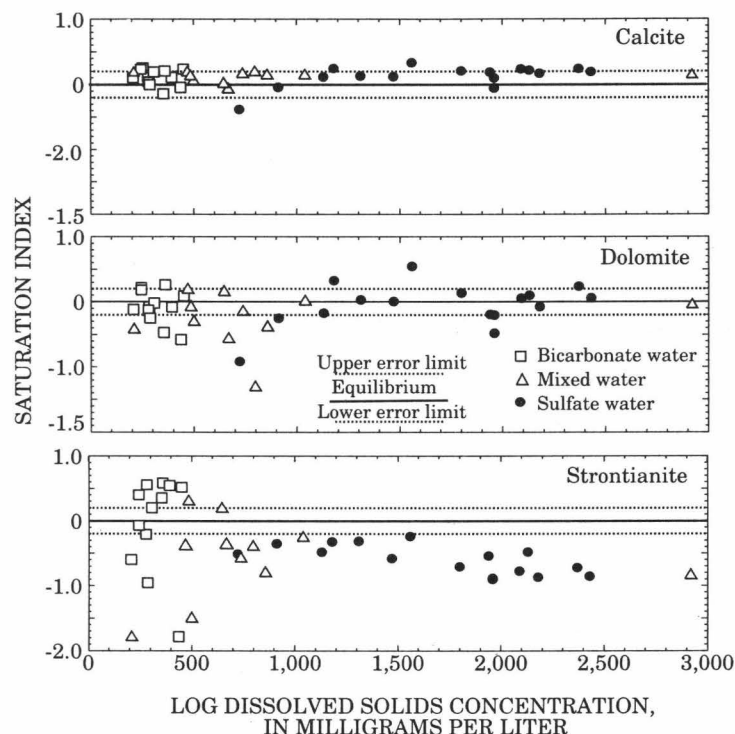 SATURATION INDEX
1.0
Calcite
0
-2.0
-1.5
1.0
Dolomite
0
-1.0
-1.5
Upper error limit
Equilibrium
Lower error limit
Bicarbonate water
Mixed water
Sulfate water
1.0
Strontianite
0
-1.0
-2.0
0 500 1,000 1,500 2,000 2,500 3,000
LOG DISSOLVED SOLIDS CONCENTRATION,
IN MILLIGRAMS PER LITER